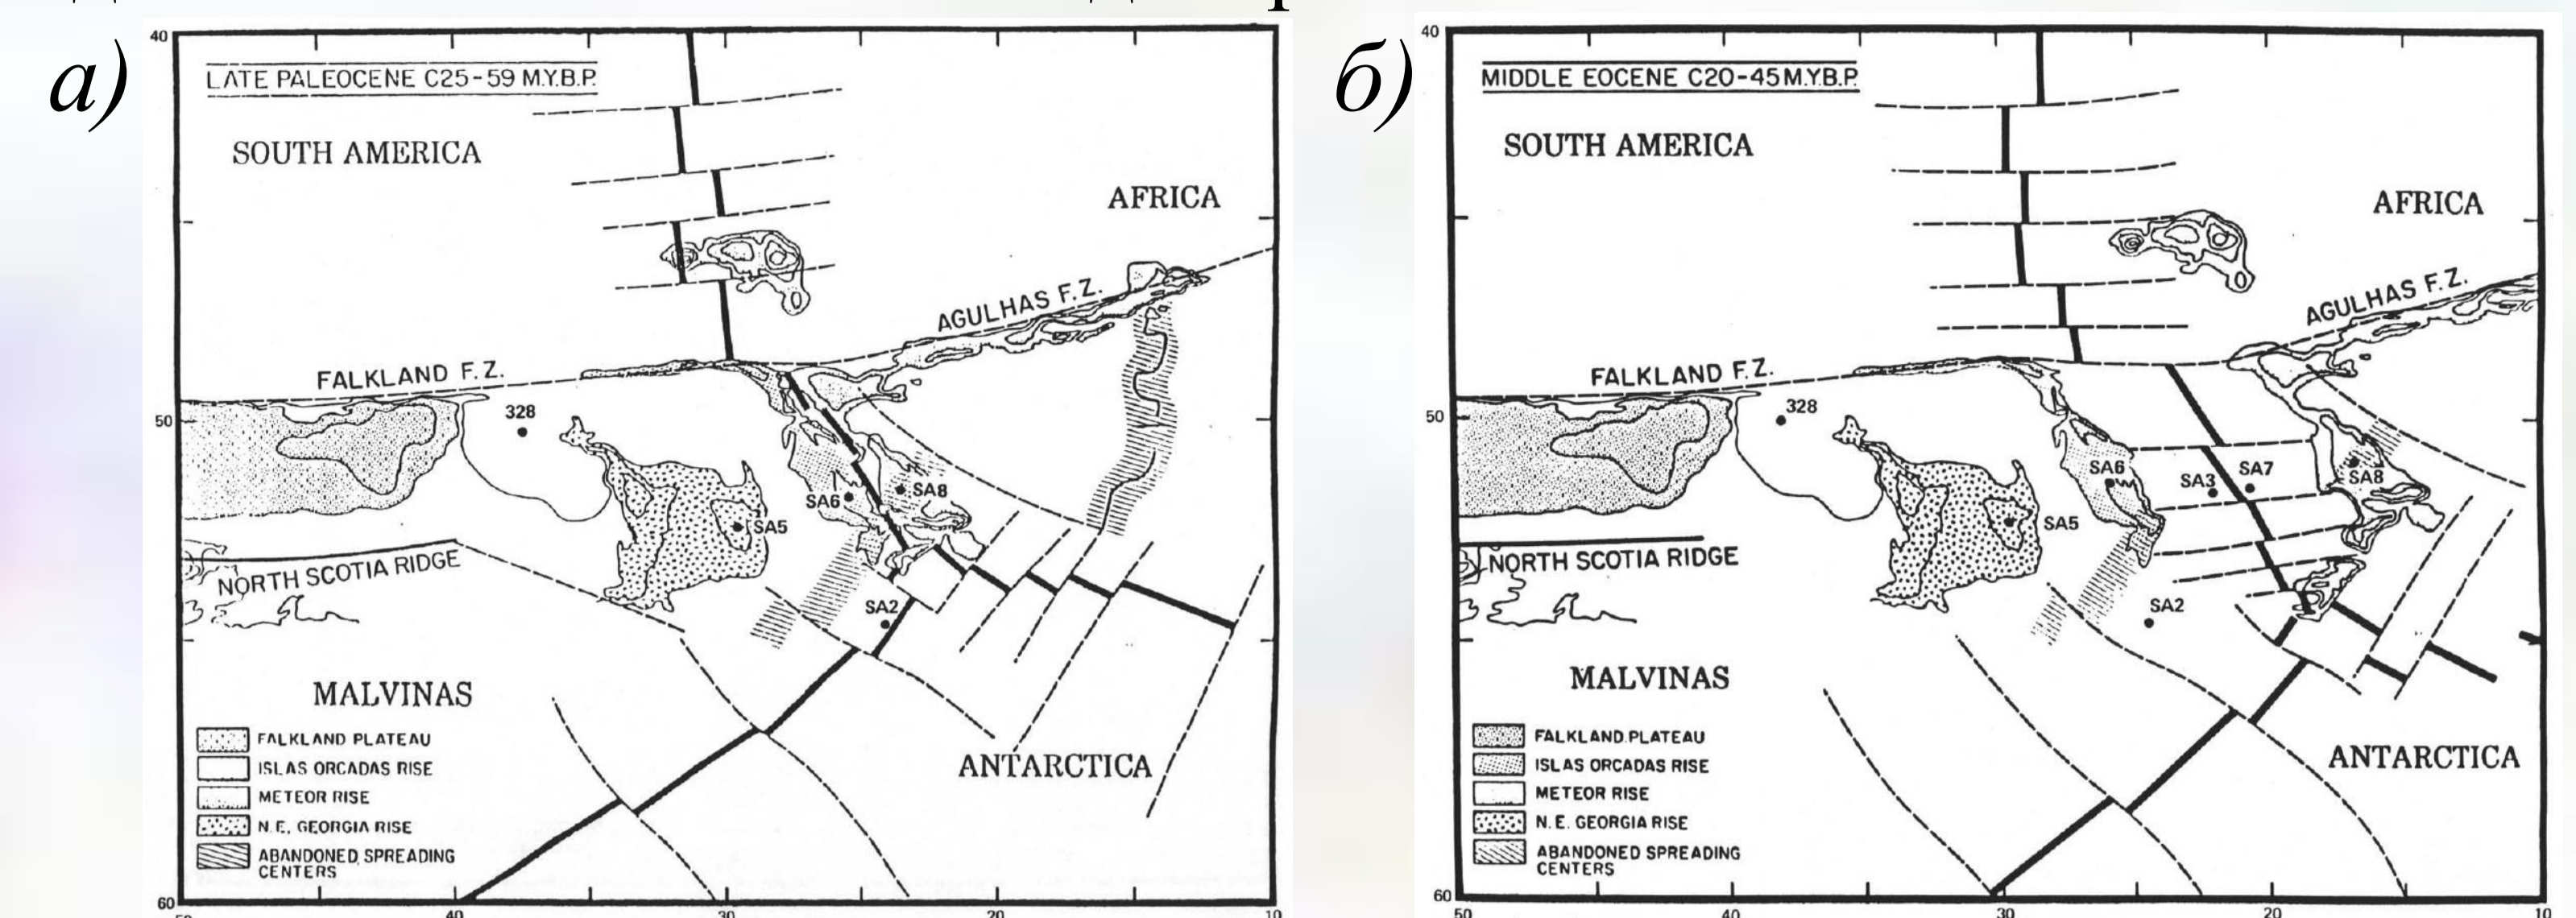 а)
40
LATE PALEOCENE C25-59 M.Y.B.P.
SOUTH AMERICA
AFRICA
AGULHAS F.Z.
FALKLAND F.Z.
50
328
SA6
SA8
SA5
NORTH SCOTIA RIDGE
SA2
MALVINAS
ANTARCTICA
FALKLAND PLATEAU
ISLAS ORCADAS RISE
METEOR RISE
N.E. GEORGIA RISE
ABANDONED SPREADING
CENTERS
60
50 40 30 20 10
б)
40
MIDDLE EOCENE C20-45 M.Y.B.P.
SOUTH AMERICA
AFRICA
AGULHAS F.Z.
FALKLAND F.Z.
50
328
SA6
SA3
SA7
SA8
SA5
NORTH SCOTIA RIDGE
SA2
MALVINAS
ANTARCTICA
FALKLAND PLATEAU
ISLAS ORCADAS RISE
METEOR RISE
N.E. GEORGIA RISE
ABANDONED SPREADING
CENTERS
60
50 40 30 20 10